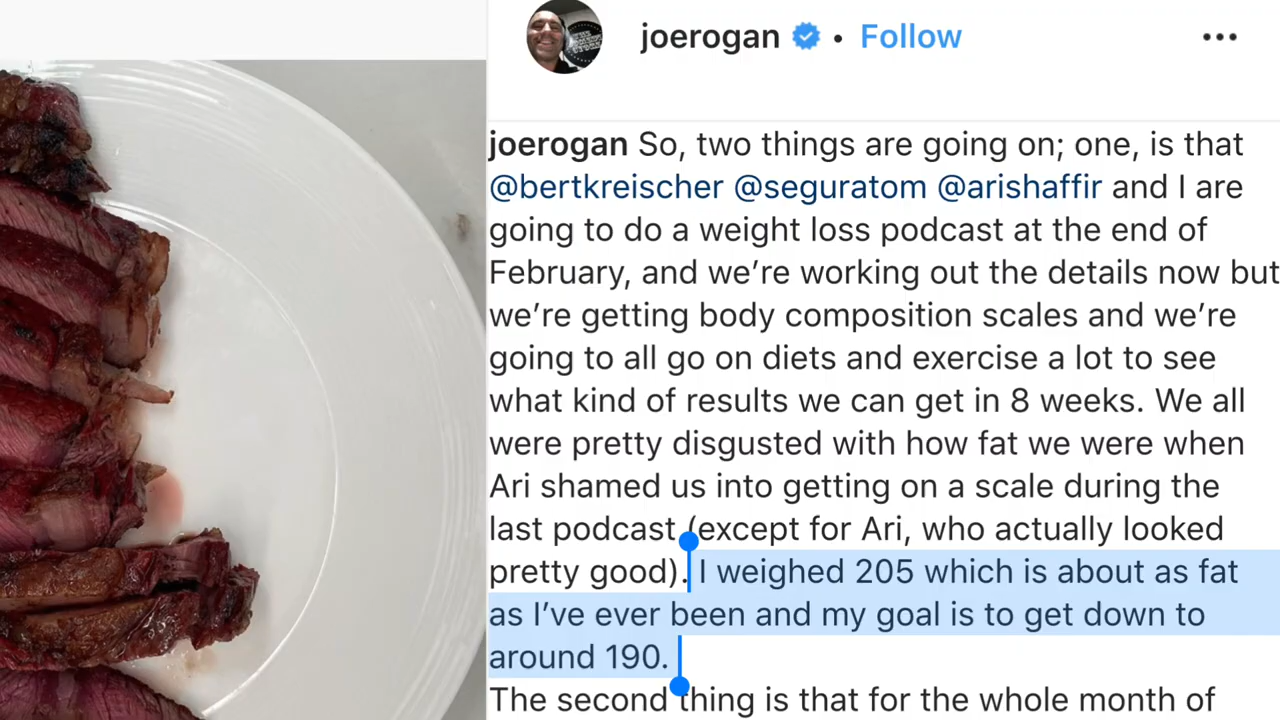 joerogan • Follow
joerogan So, two things are going on; one, is that
@bertkreischer @seguratom @arishaffir and I are
going to do a weight loss podcast at the end of
February, and we’re working out the details now but
we’re getting body composition scales and we’re
going to all go on diets and exercise a lot to see
what kind of results we can get in 8 weeks. We all
were pretty disgusted with how fat we were when
Ari shamed us into getting on a scale during the
last podcast (except for Ari, who actually looked
pretty good). I weighed 205 which is about as fat
as I’ve ever been and my goal is to get down to
around 190.
The second thing is that for the whole month of